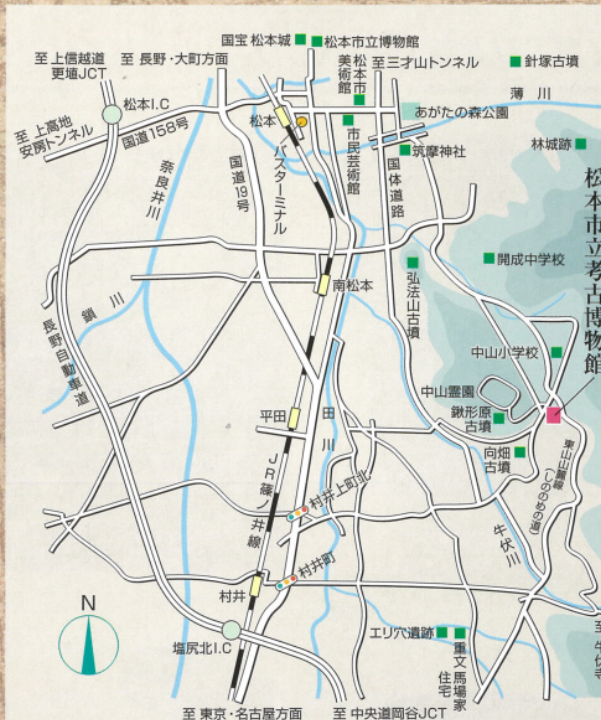 国宝 松本城
松本市立博物館
至 上信越道
更埴JCT
至 長野・大町方面
松本市
美術館
至三才山トンネル
針塚古墳
薄 川
松本I.C
至 上高地
安房トンネル
国道158号
松本
バスターミナル
市民芸術館
あがたの森公園
筑摩神社
国体道路
林城跡
奈良井川
国道19号
松本市立考古博物館
開成中学校
弘法山古墳
南松本
鎖 川
長野自動車道
中山小学校
中山霊園
鍬形原
古墳
向畑
古墳
平田
田 川
東山山麓線
(しののめの道)
JR篠ノ井線
村井上町北
牛伏川
村井町
村井
N
塩尻北I.C
エリ穴遺跡
重文 馬場家
住宅
至 牛伏寺
至 東京・名古屋方面
至 中央道岡谷JCT